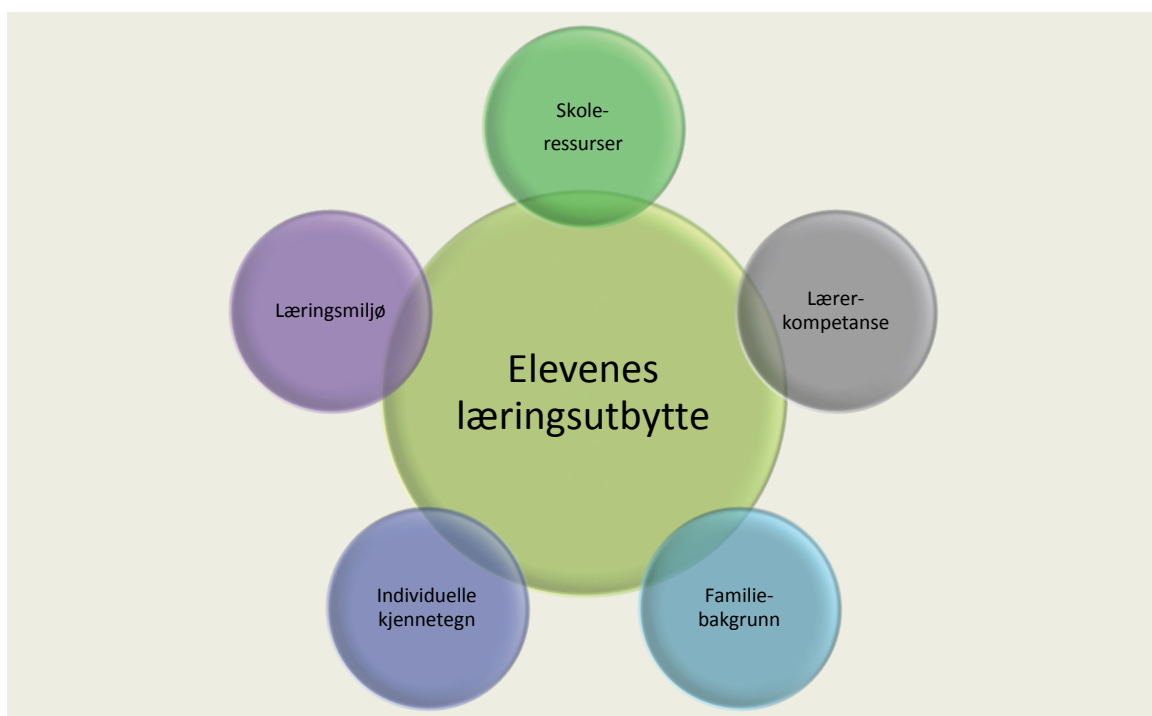 Skole-
ressurser
Læringsmiljø
Lærer-
kompetanse
Elevenes
læringsutbytte
Individuelle
kjennetegn
Familie-
bakgrunn